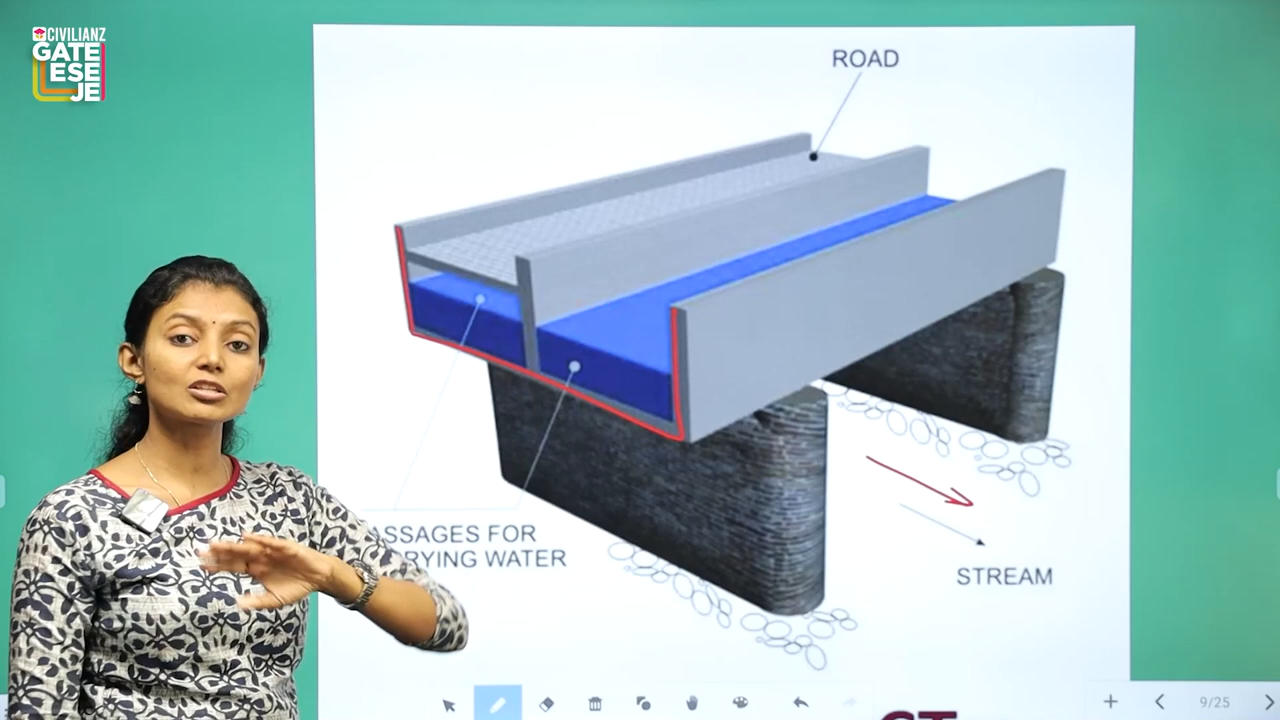 CIVILIANZ
GATE
ESE
JE
ROAD
ASSAGES FOR
RYING WATER
STREAM
9/25